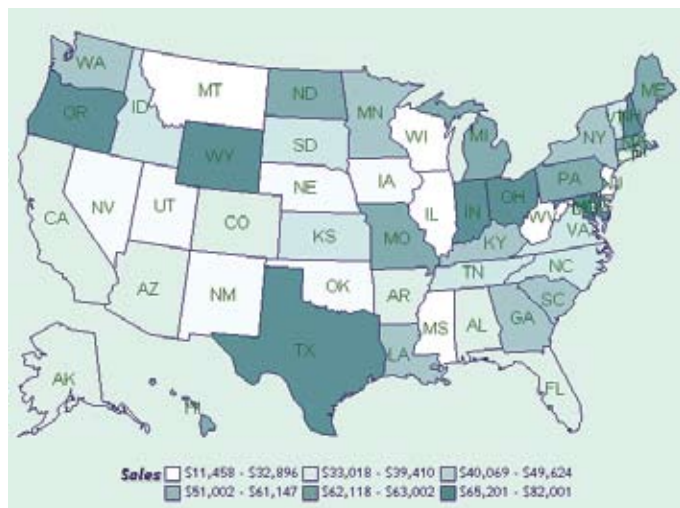 WA
MT
ND
MN
ME
OR
ID
WI
MI
VT
NH
SD
NY
WY
NE
IA
PA
NJ
NV
UT
CO
IL
IN
OH
WV
CA
KS
MO
KY
VA
AZ
NM
OK
AR
TN
NC
SC
TX
LA
MS
AL
GA
AK
HI
FL
Sales $11,458 - $32,896 $33,018 - $39,410 $40,069 - $49,624
$51,002 - $61,147 $62,118 - $63,002 $65,201 - $82,001